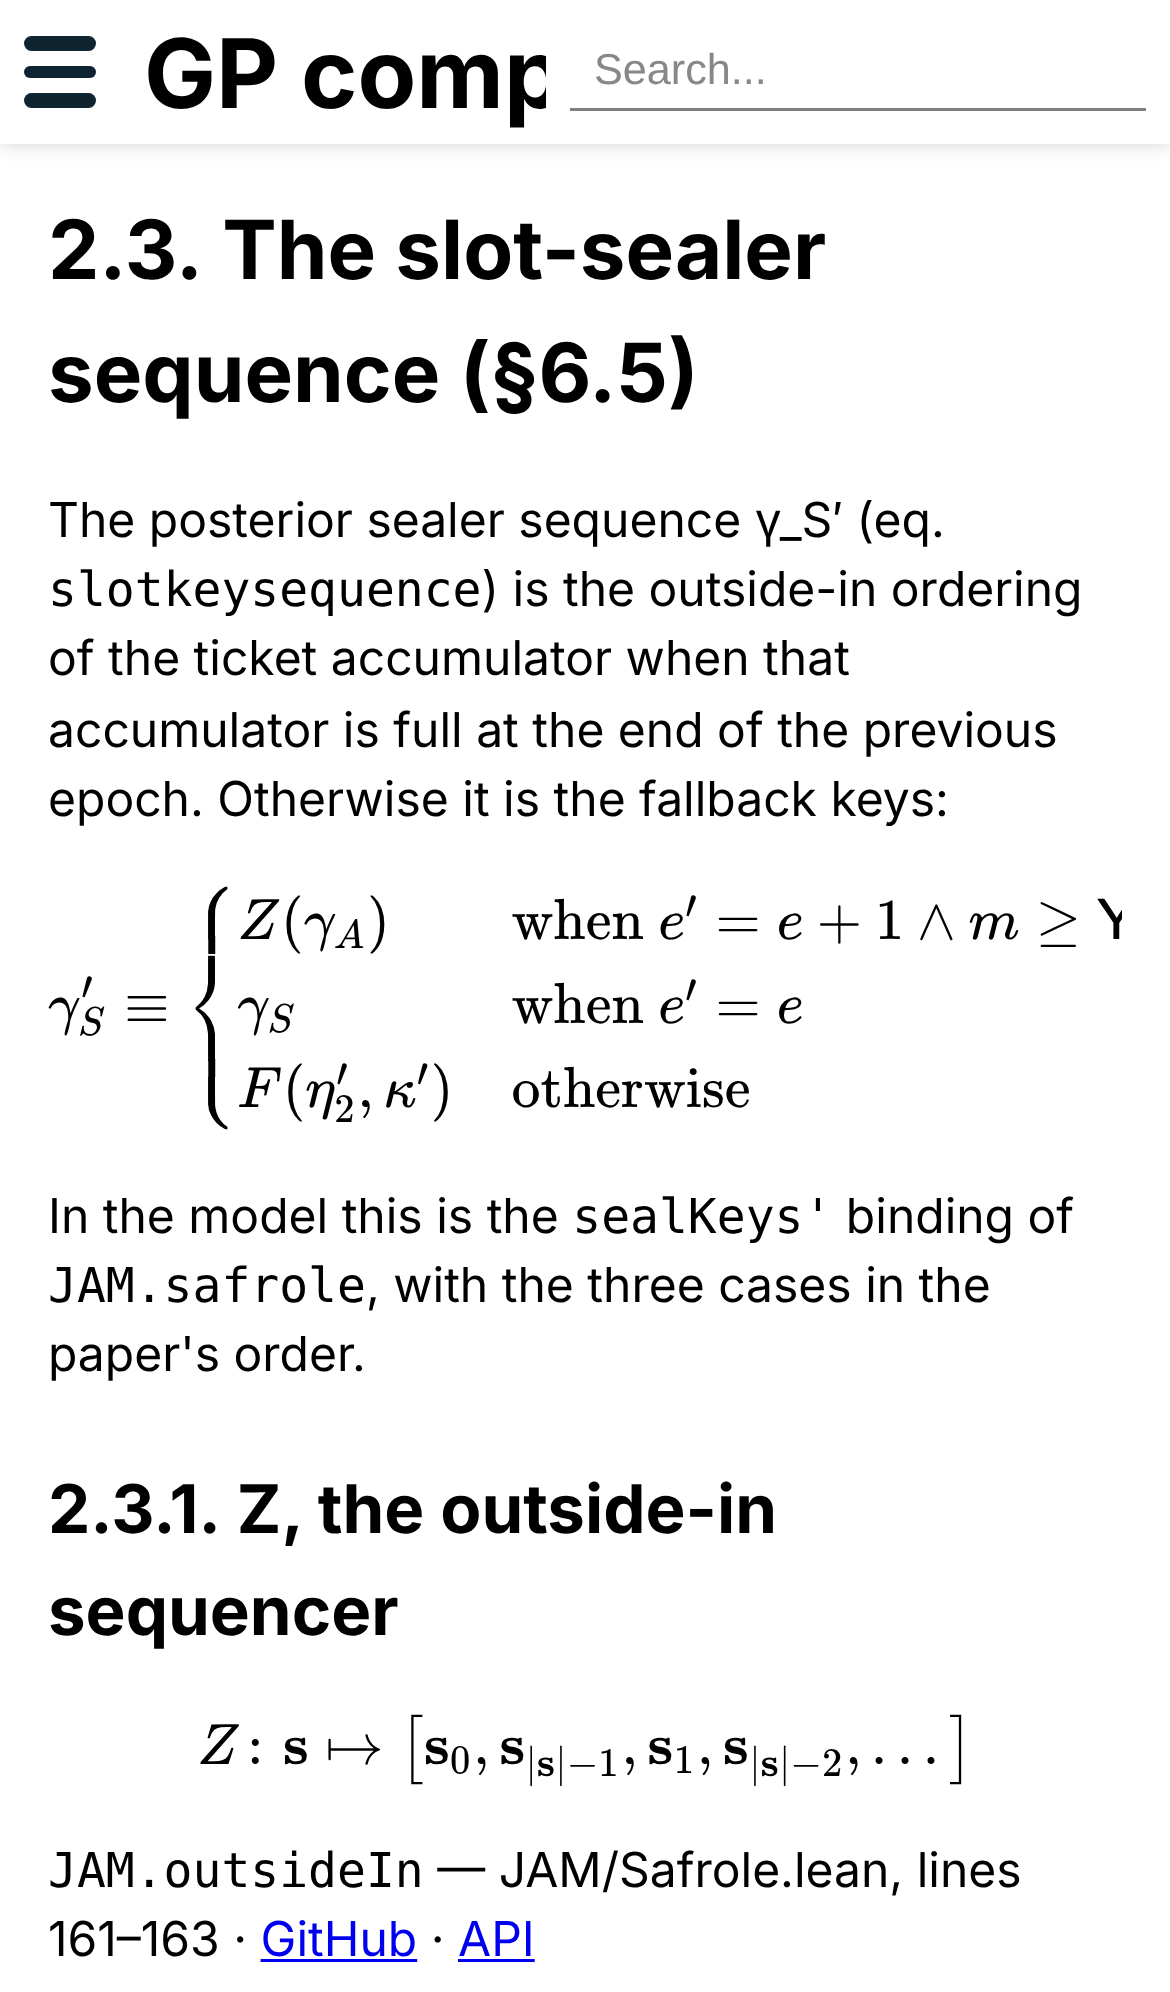 GP comp
Search...
2.3. The slot-sealer
sequence (§6.5)
The posterior sealer sequence γ_S′ (eq.
slotkeysequence) is the outside-in ordering
of the ticket accumulator when that
accumulator is full at the end of the previous
epoch. Otherwise it is the fallback keys:
γ′_S ≡ { Z(γ_A) when e′ = e + 1 ∧ m ≥ Y
γ_S when e′ = e
F(η′_2, κ′) otherwise
In the model this is the sealKeys' binding of
JAM.safrole, with the three cases in the
paper's order.
2.3.1. Z, the outside-in
sequencer
Z : s ↦ [s_0, s_{|s|−1}, s_1, s_{|s|−2}, …]
JAM.outsideIn — JAM/Safrole.lean, lines
161–163 · GitHub · API